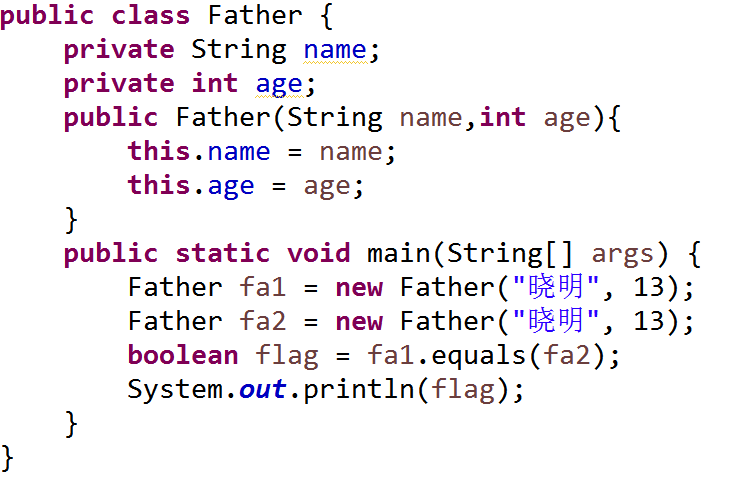 public class Father {
    private String name;
    private int age;
    public Father(String name,int age){
        this.name = name;
        this.age = age;
    }
    public static void main(String[] args) {
        Father fa1 = new Father("晓明", 13);
        Father fa2 = new Father("晓明", 13);
        boolean flag = fa1.equals(fa2);
        System.out.println(flag);
    }
}